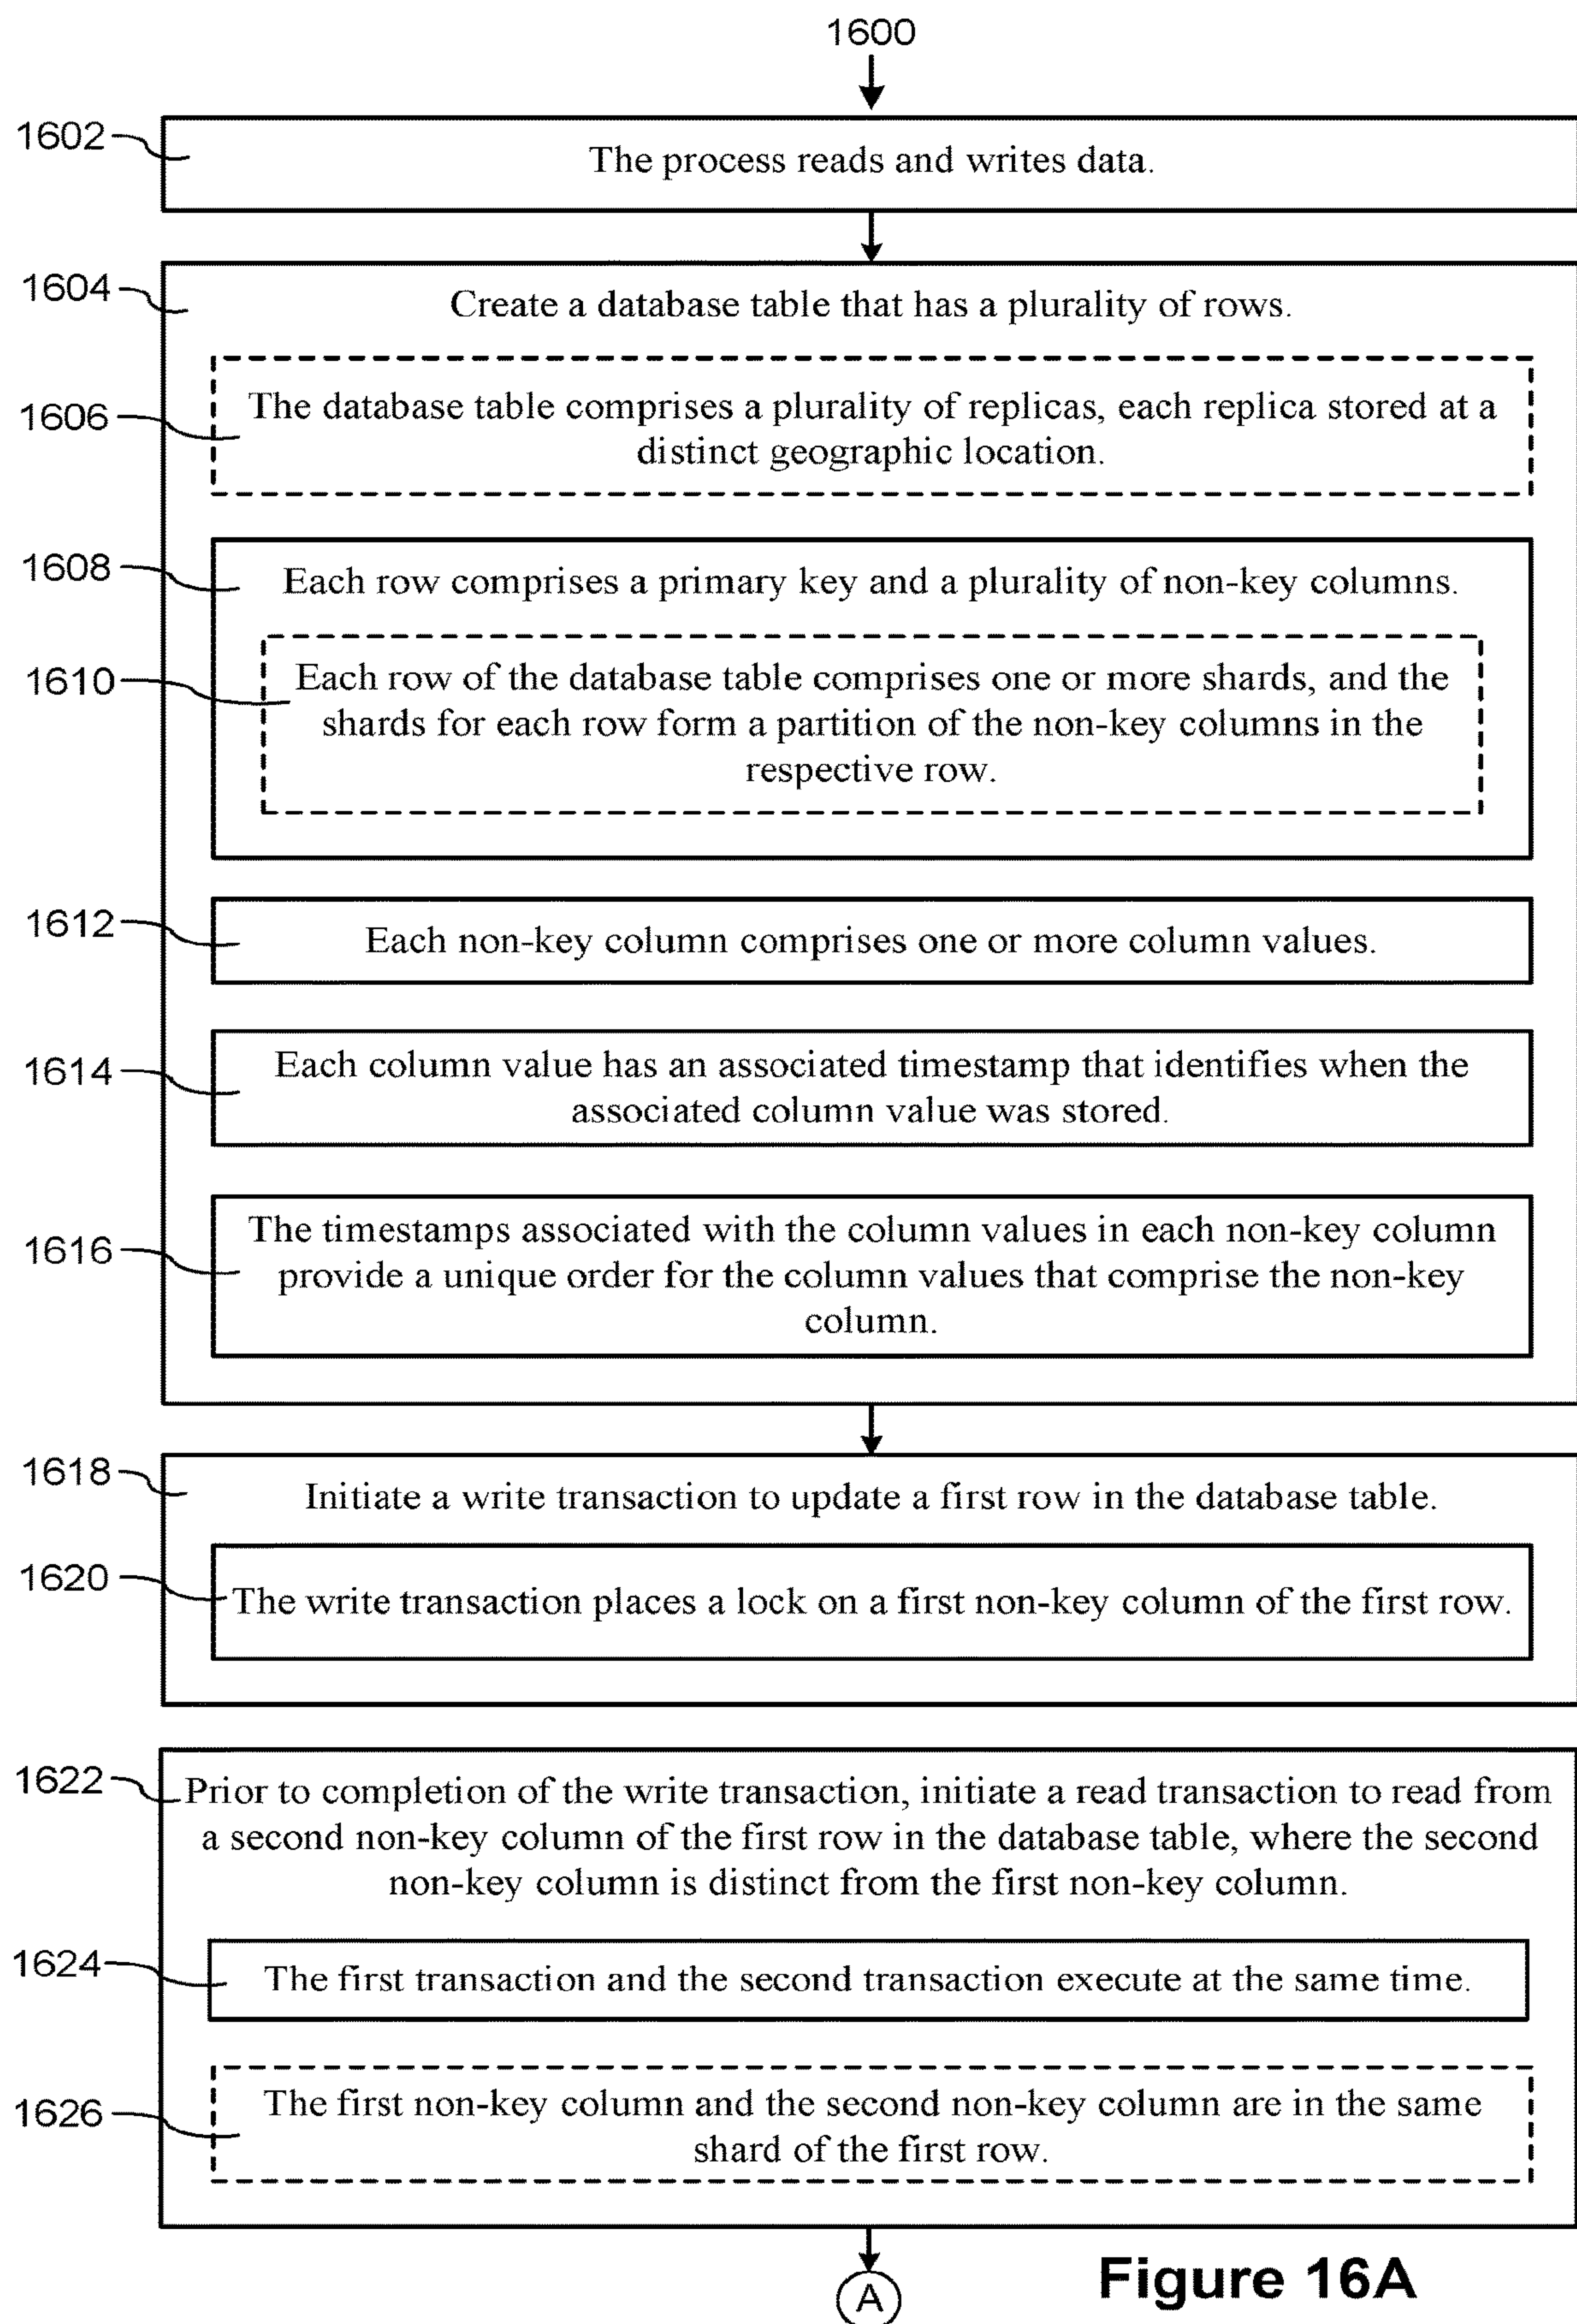 1600
1602
The process reads and writes data.
1604
Create a database table that has a plurality of rows.
1606
The database table comprises a plurality of replicas, each replica stored at a
distinct geographic location.
1608
Each row comprises a primary key and a plurality of non-key columns.
1610
Each row of the database table comprises one or more shards, and the
shards for each row form a partition of the non-key columns in the
respective row.
1612
Each non-key column comprises one or more column values.
1614
Each column value has an associated timestamp that identifies when the
associated column value was stored.
1616
The timestamps associated with the column values in each non-key column
provide a unique order for the column values that comprise the non-key
column.
1618
Initiate a write transaction to update a first row in the database table.
1620
The write transaction places a lock on a first non-key column of the first row.
1622
Prior to completion of the write transaction, initiate a read transaction to read from
a second non-key column of the first row in the database table, where the second
non-key column is distinct from the first non-key column.
1624
The first transaction and the second transaction execute at the same time.
1626
The first non-key column and the second non-key column are in the same
shard of the first row.
A
Figure 16A